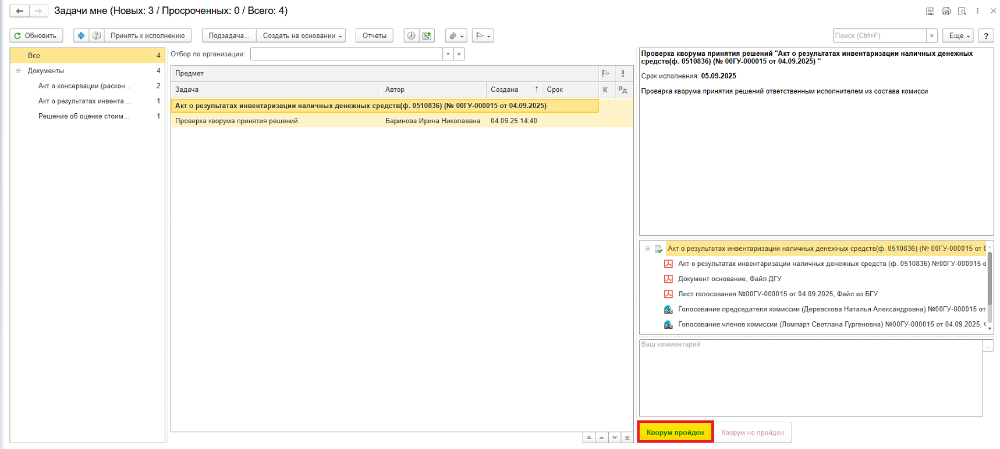 Задачи мне (Новых: 3 / Просроченных: 0 / Всего: 4)
Обновить
Принять к исполнению
Подзадача...
Создать на основании
Отчеты
Поиск (Ctrl+F)
×
Еще
?
Все 4
Документы 4
Акт о консервации (раскон... 2
Акт о результатах инвента... 1
Решение об оценке стоим... 1
Отбор по организации:
×
Предмет
Задача Автор Создана ↑ Срок К Рд
Акт о результатах инвентаризации наличных денежных средств(ф. 0510836) (№ 00ГУ-000015 от 04.09.2025)
Проверка кворума принятия решений Баринова Ирина Николаевна 04.09.25 14:40
Проверка кворума принятия решений "Акт о результатах инвентаризации наличных денежных
средств(ф. 0510836) (№ 00ГУ-000015 от 04.09.2025) "
Срок исполнения: 05.09.2025
Проверка кворума принятия решений ответственным исполнителем из состава комисси
Акт о результатах инвентаризации наличных денежных средств(ф. 0510836) (№ 00ГУ-000015 от
Акт о результатах инвентаризации наличных денежных средств (ф. 0510836) №00ГУ-000015 о
Документ основание, Файл ДГУ
Лист голосования №00ГУ-000015 от 04.09.2025, Файл из БГУ
Голосование председателя комиссии (Деревскова Наталья Александровна) №00ГУ-000015 от
Голосование членов комиссии (Ломпарт Светлана Гургеновна) №00ГУ-000015 от 04.09.2025,
Ваш комментарий
...
Кворум пройден
Кворум не пройден